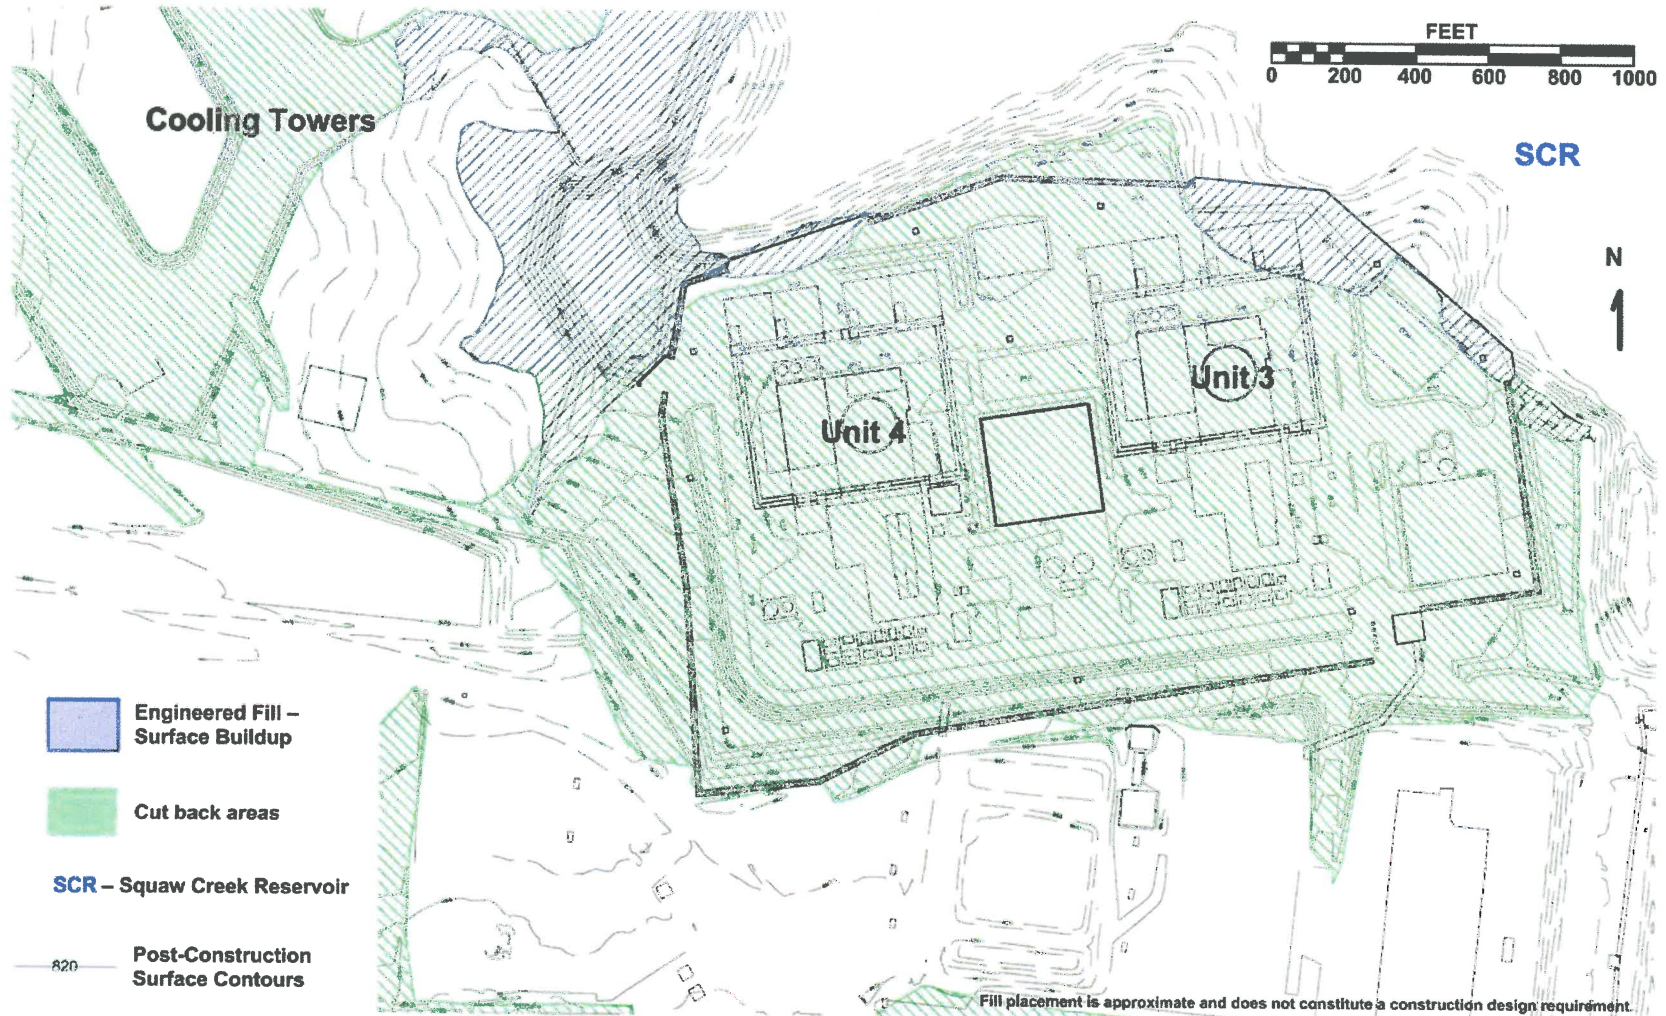 FEET
0 200 400 600 800 1000
Cooling Towers
SCR
N
Unit 3
Unit 4
Engineered Fill –
Surface Buildup
Cut back areas
SCR – Squaw Creek Reservoir
820
Post-Construction
Surface Contours
Fill placement is approximate and does not constitute a construction design requirement.